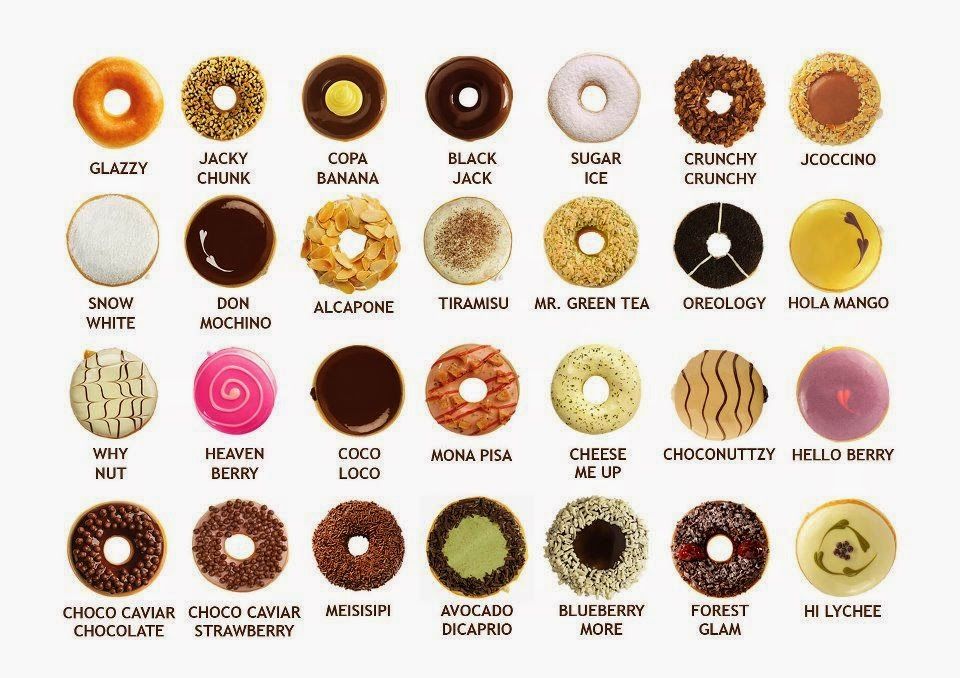 GLAZZY
JACKY
CHUNK
COPA
BANANA
BLACK
JACK
SUGAR
ICE
CRUNCHY
CRUNCHY
JCOCCINO
SNOW
WHITE
DON
MOCHINO
ALCAPONE
TIRAMISU
MR. GREEN TEA
OREOLOGY
HOLA MANGO
WHY
NUT
HEAVEN
BERRY
COCO
LOCO
MONA PISA
CHEESE
ME UP
CHOCONUTTZY
HELLO BERRY
CHOCO CAVIAR
CHOCOLATE
CHOCO CAVIAR
STRAWBERRY
MEISISIPI
AVOCADO
DICAPRIO
BLUEBERRY
MORE
FOREST
GLAM
HI LYCHEE